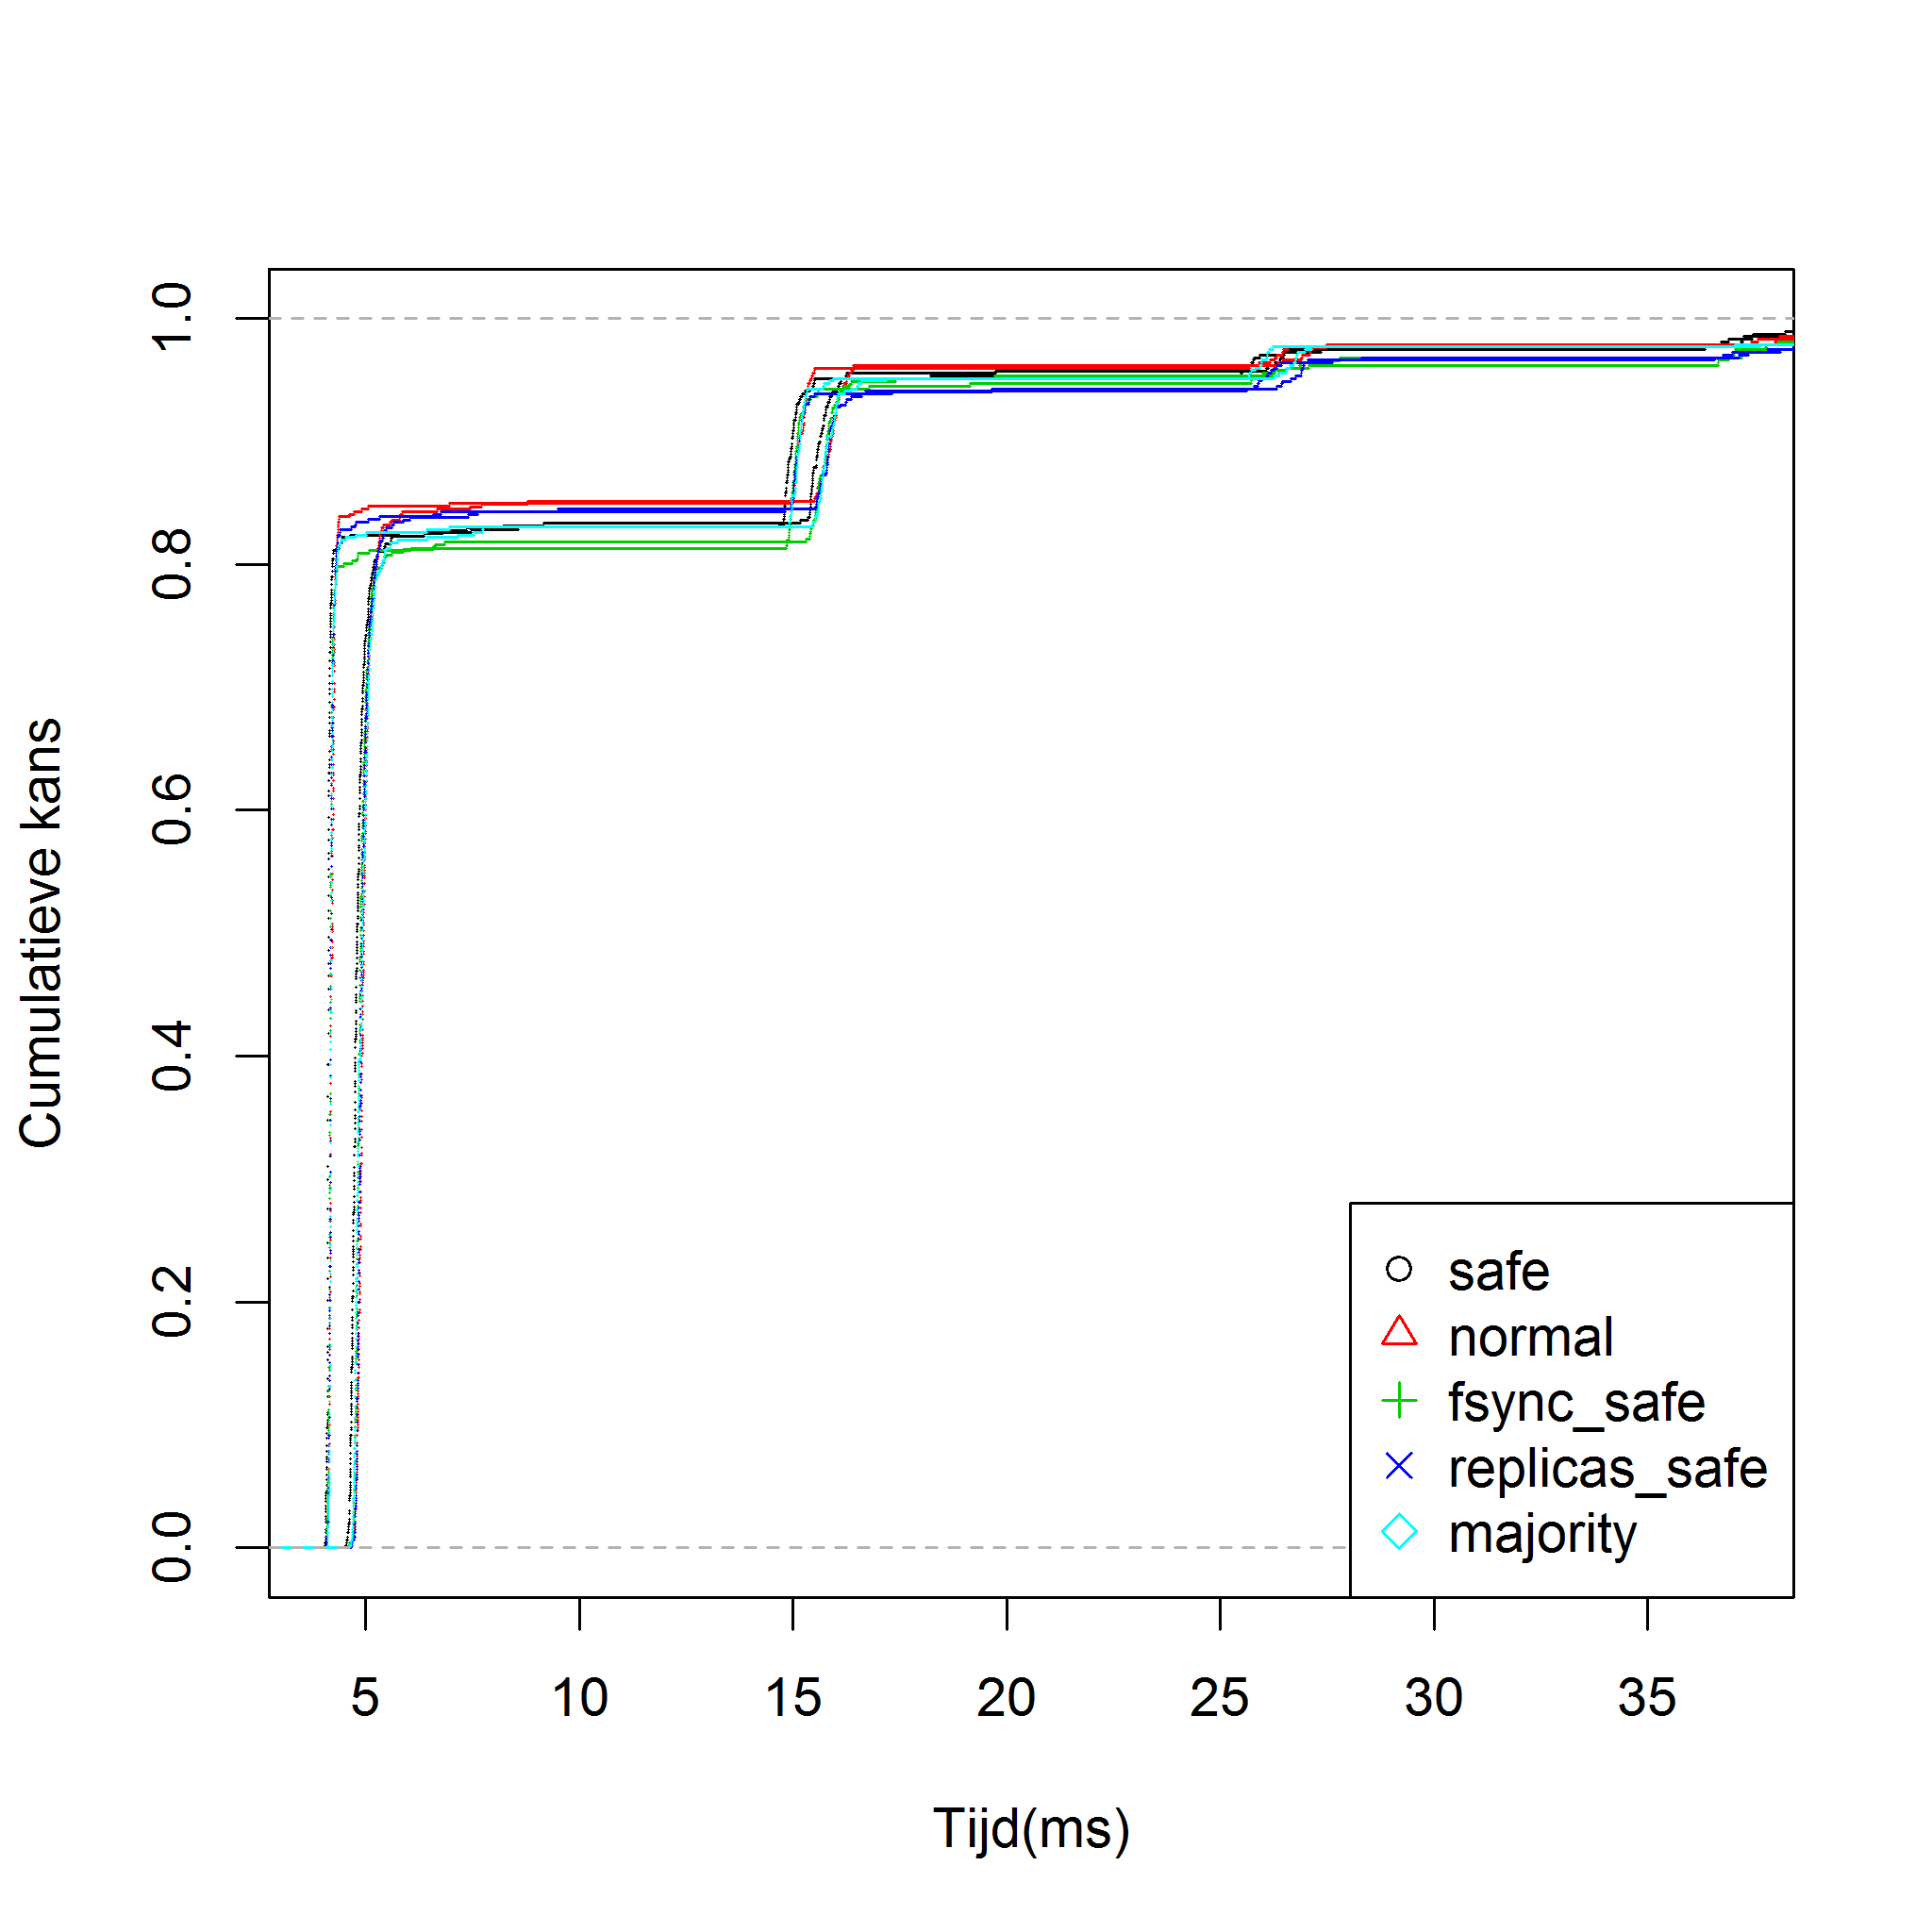 Cumulatieve kans
1.0
0.8
0.6
0.4
0.2
0.0
safe
normal
fsync_safe
replicas_safe
majority
5 10 15 20 25 30 35
Tijd(ms)